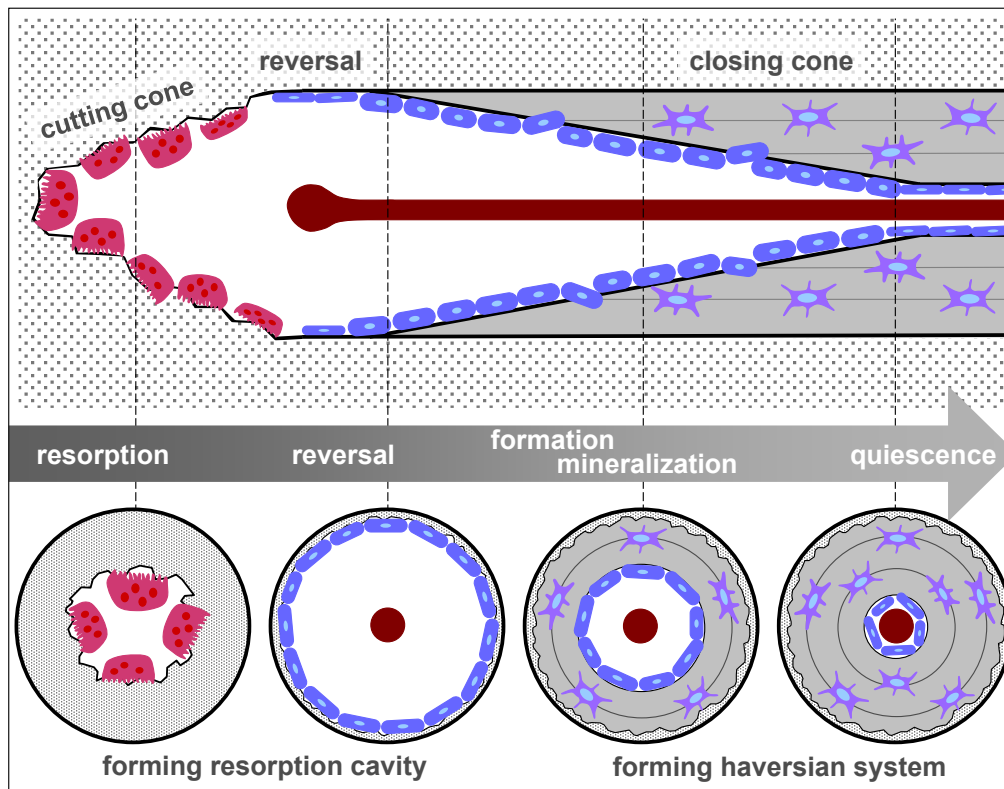 reversal
closing cone
cutting cone
resorption
reversal
formation
mineralization
quiescence
forming resorption cavity
forming haversian system